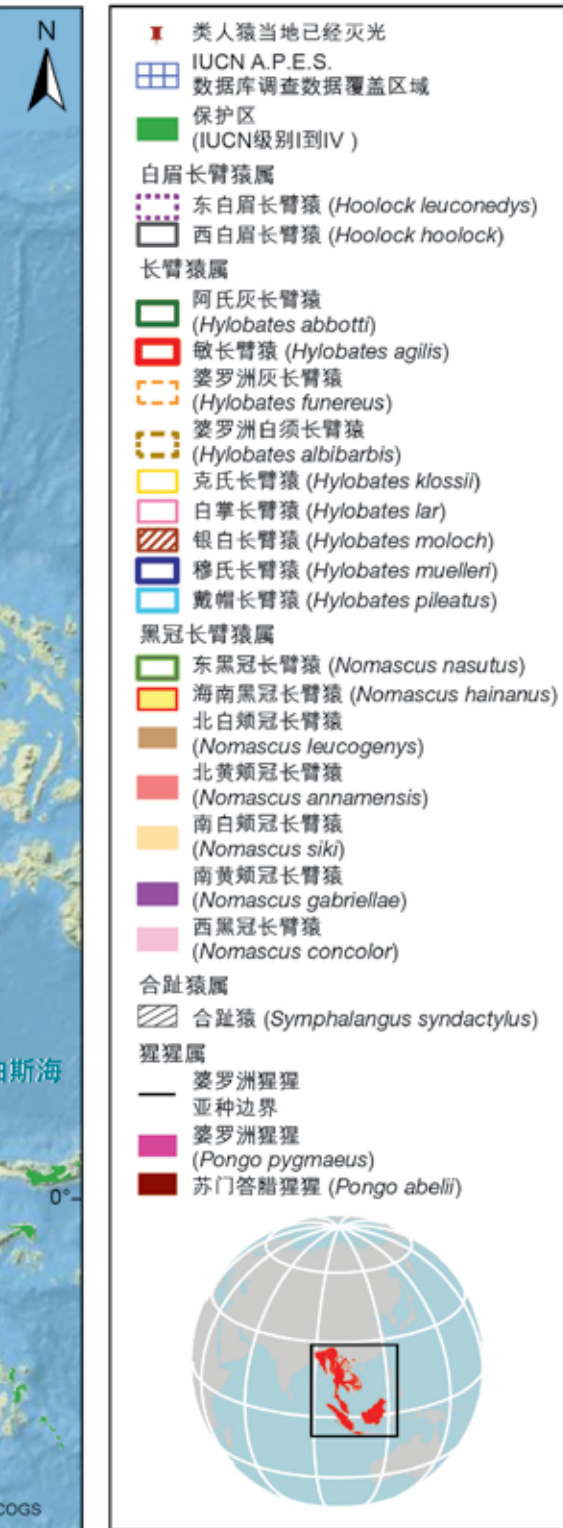 N
类人猿当地已经灭光
IUCN A.P.E.S.
数据库调查数据覆盖区域
保护区
(IUCN级别I到IV )
白眉长臂猿属
东白眉长臂猿 (Hoolock leuconedys)
西白眉长臂猿 (Hoolock hoolock)
长臂猿属
阿氏灰长臂猿
(Hylobates abbotti)
敏长臂猿 (Hylobates agilis)
婆罗洲灰长臂猿
(Hylobates funereus)
婆罗洲白须长臂猿
(Hylobates albibarbis)
克氏长臂猿 (Hylobates klossii)
白掌长臂猿 (Hylobates lar)
银白长臂猿 (Hylobates moloch)
穆氏长臂猿 (Hylobates muelleri)
戴帽长臂猿 (Hylobates pileatus)
黑冠长臂猿属
东黑冠长臂猿 (Nomascus nasutus)
海南黑冠长臂猿 (Nomascus hainanus)
北白颊冠长臂猿
(Nomascus leucogenys)
北黄颊冠长臂猿
(Nomascus annamensis)
南白颊冠长臂猿
(Nomascus siki)
南黄颊冠长臂猿
(Nomascus gabriellae)
西黑冠长臂猿
(Nomascus concolor)
合趾猿属
合趾猿 (Symphalangus syndactylus)
猩猩属
婆罗洲猩猩
亚种边界
婆罗洲猩猩
(Pongo pygmaeus)
苏门答腊猩猩 (Pongo abelii)
斯海
0°
COGS